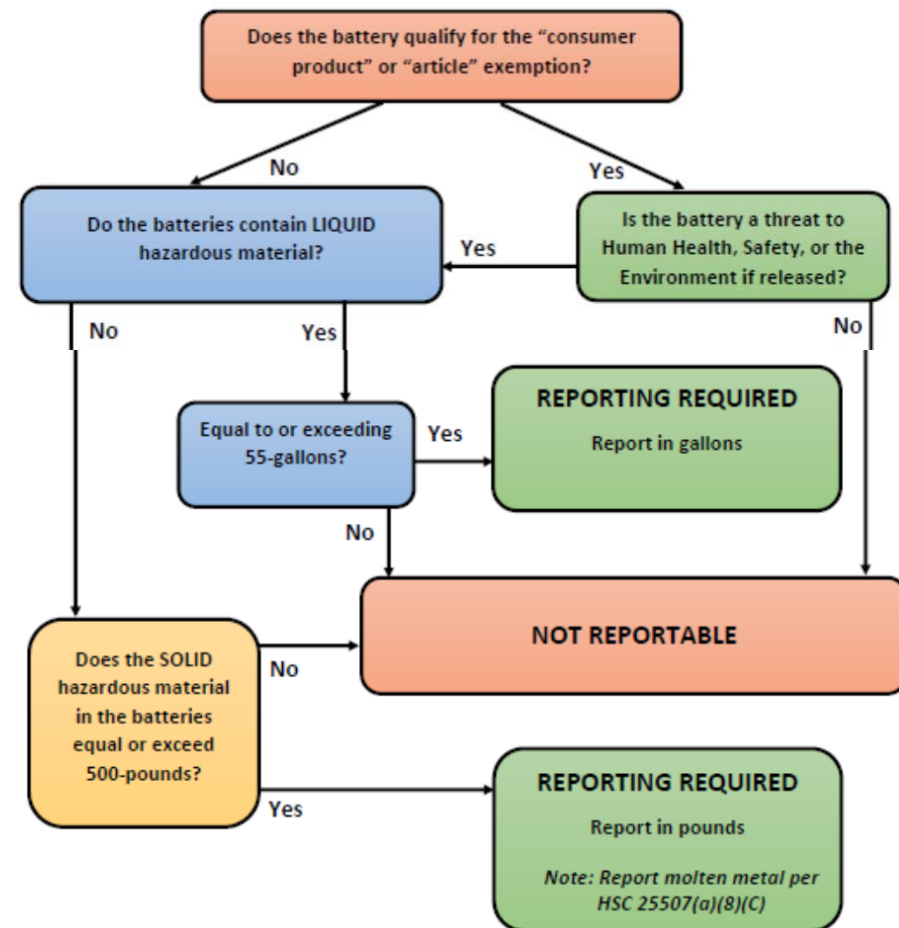 Does the battery qualify for the “consumer
product” or “article” exemption?
No
Yes
Do the batteries contain LIQUID
hazardous material?
Yes
Is the battery a threat to
Human Health, Safety, or the
Environment if released?
No
Yes
No
Equal to or exceeding
55-gallons?
Yes
REPORTING REQUIRED
Report in gallons
No
NOT REPORTABLE
Does the SOLID
hazardous material
in the batteries
equal or exceed
500-pounds?
No
Yes
REPORTING REQUIRED
Report in pounds
Note: Report molten metal per
HSC 25507(a)(8)(C)